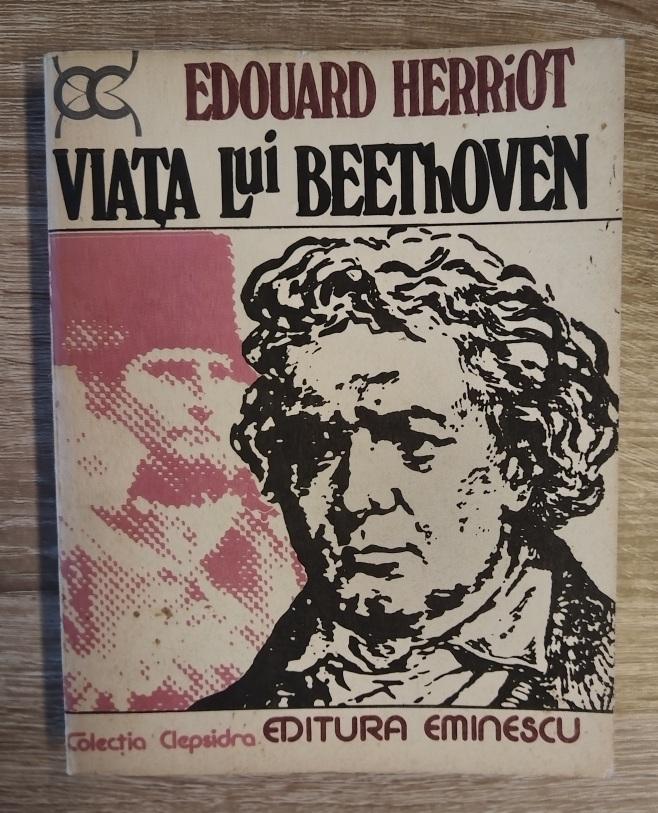 EDOUARD HERRiOT
VIAȚA Lui BEEThOVEN
Colecția Clepsidra EDITURA EMINESCU